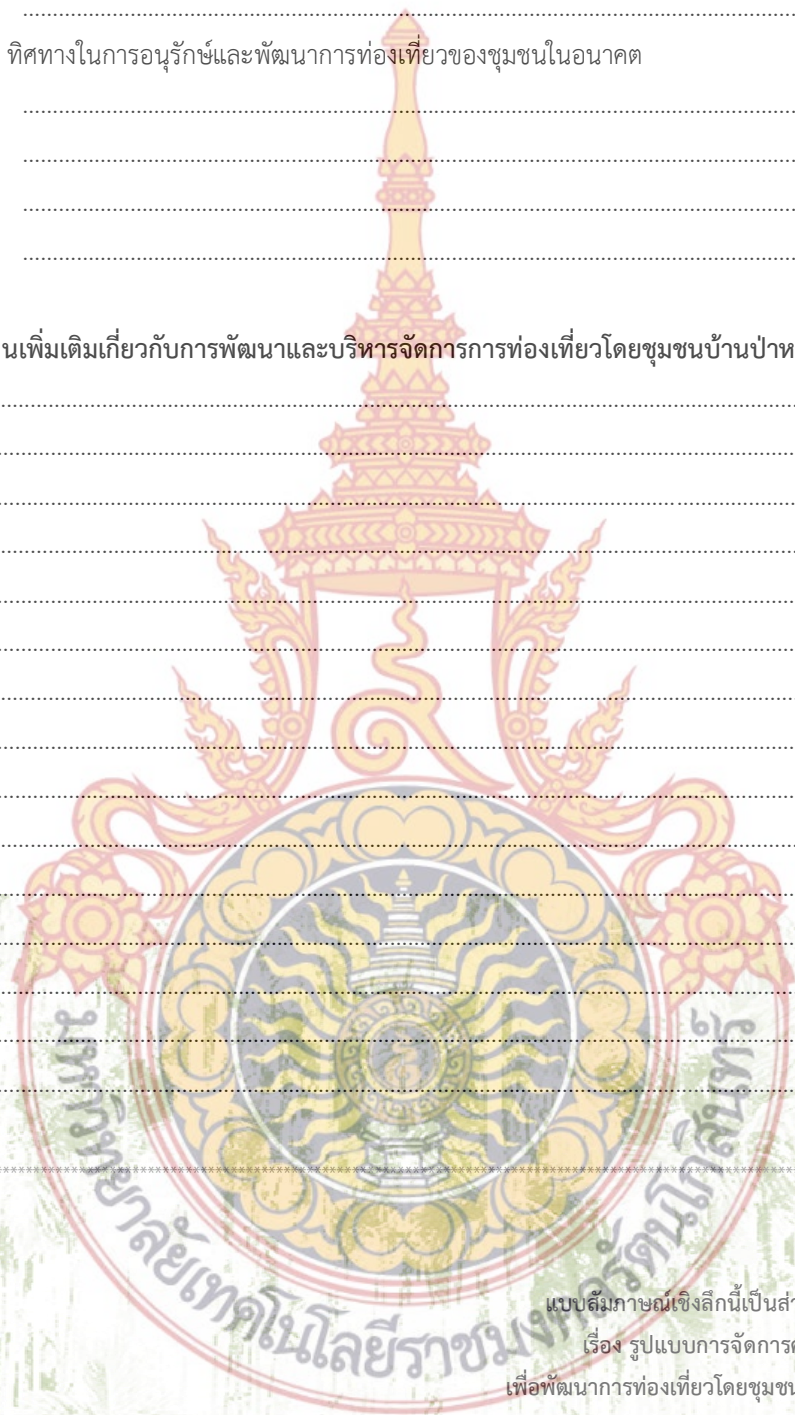 ทิศทางในการอนุรักษ์และพัฒนาการท่องเที่ยวของชุมชนในอนาคต
นเพิ่มเติมเกี่ยวกับการพัฒนาและบริหารจัดการการท่องเที่ยวโดยชุมชนบ้านป่าห
มหาวิทยาลัยเทคโนโลยีราชมงคลรัตนโกสินทร์
แบบสัมภาษณ์เชิงลึกนี้เป็นส่ว
เรื่อง รูปแบบการจัดการศ
เพื่อพัฒนาการท่องเที่ยวโดยชุมชน